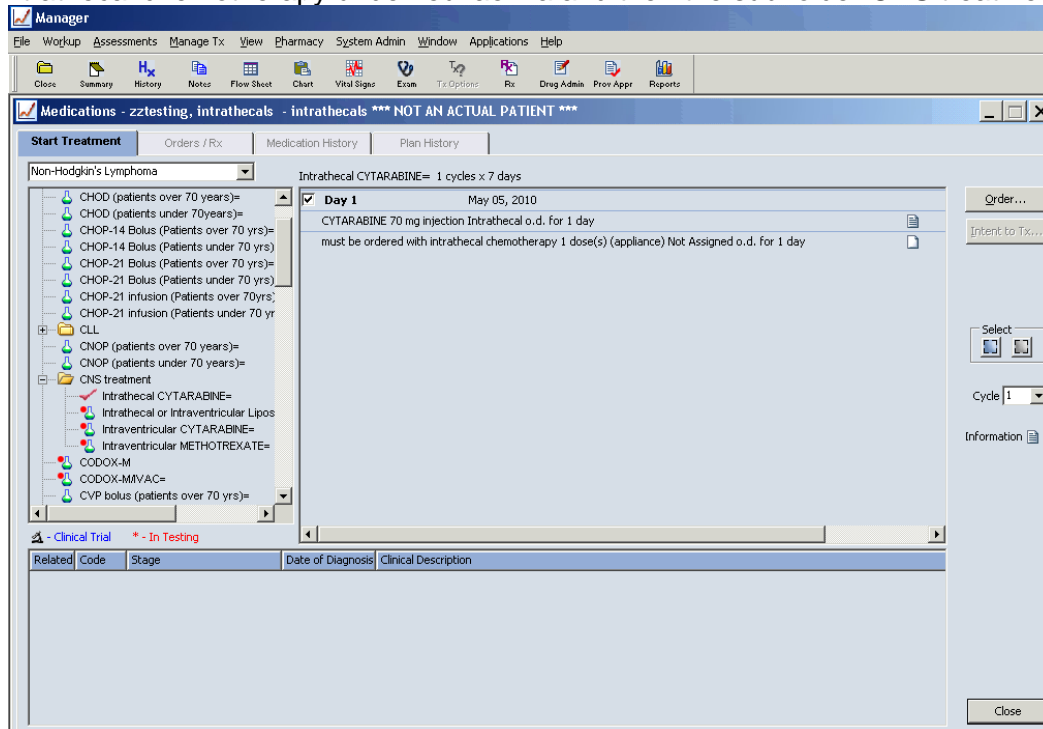 Manager
File Workup Assessments Manage Tx View Pharmacy System Admin Window Applications Help
Close Summary History Notes Flow Sheet Chart Vital Signs Exam Tx Options Rx Drug Admin Prov Appr Reports
Medications - zztesting, intrathecals - intrathecals *** NOT AN ACTUAL PATIENT ***
Start Treatment Orders / Rx Medication History Plan History
Non-Hodgkin's Lymphoma
Intrathecal CYTARABINE= 1 cycles x 7 days
CHOD (patients over 70 years)=
CHOD (patients under 70years)=
CHOP-14 Bolus (Patients over 70 yrs)=
CHOP-14 Bolus (Patients under 70 yrs)
CHOP-21 Bolus (Patients over 70 yrs)=
CHOP-21 Bolus (Patients under 70 yrs)
CHOP-21 infusion (Patients over 70yrs)
CHOP-21 infusion (Patients under 70 yr
CLL
CNOP (patients over 70 years)=
CNOP (patients under 70 years)=
CNS treatment
Intrathecal CYTARABINE=
Intrathecal or Intraventricular Lipos
Intraventricular CYTARABINE=
Intraventricular METHOTREXATE=
CODOX-M
CODOX-M/IVAC=
CVP bolus (patients over 70 yrs)=
Day 1 May 05, 2010
CYTARABINE 70 mg injection Intrathecal o.d. for 1 day
must be ordered with intrathecal chemotherapy 1 dose(s) (appliance) Not Assigned o.d. for 1 day
Order...
Intent to Tx...
Select
Cycle 1
Information
- Clinical Trial * - In Testing
Related Code Stage Date of Diagnosis Clinical Description
Close